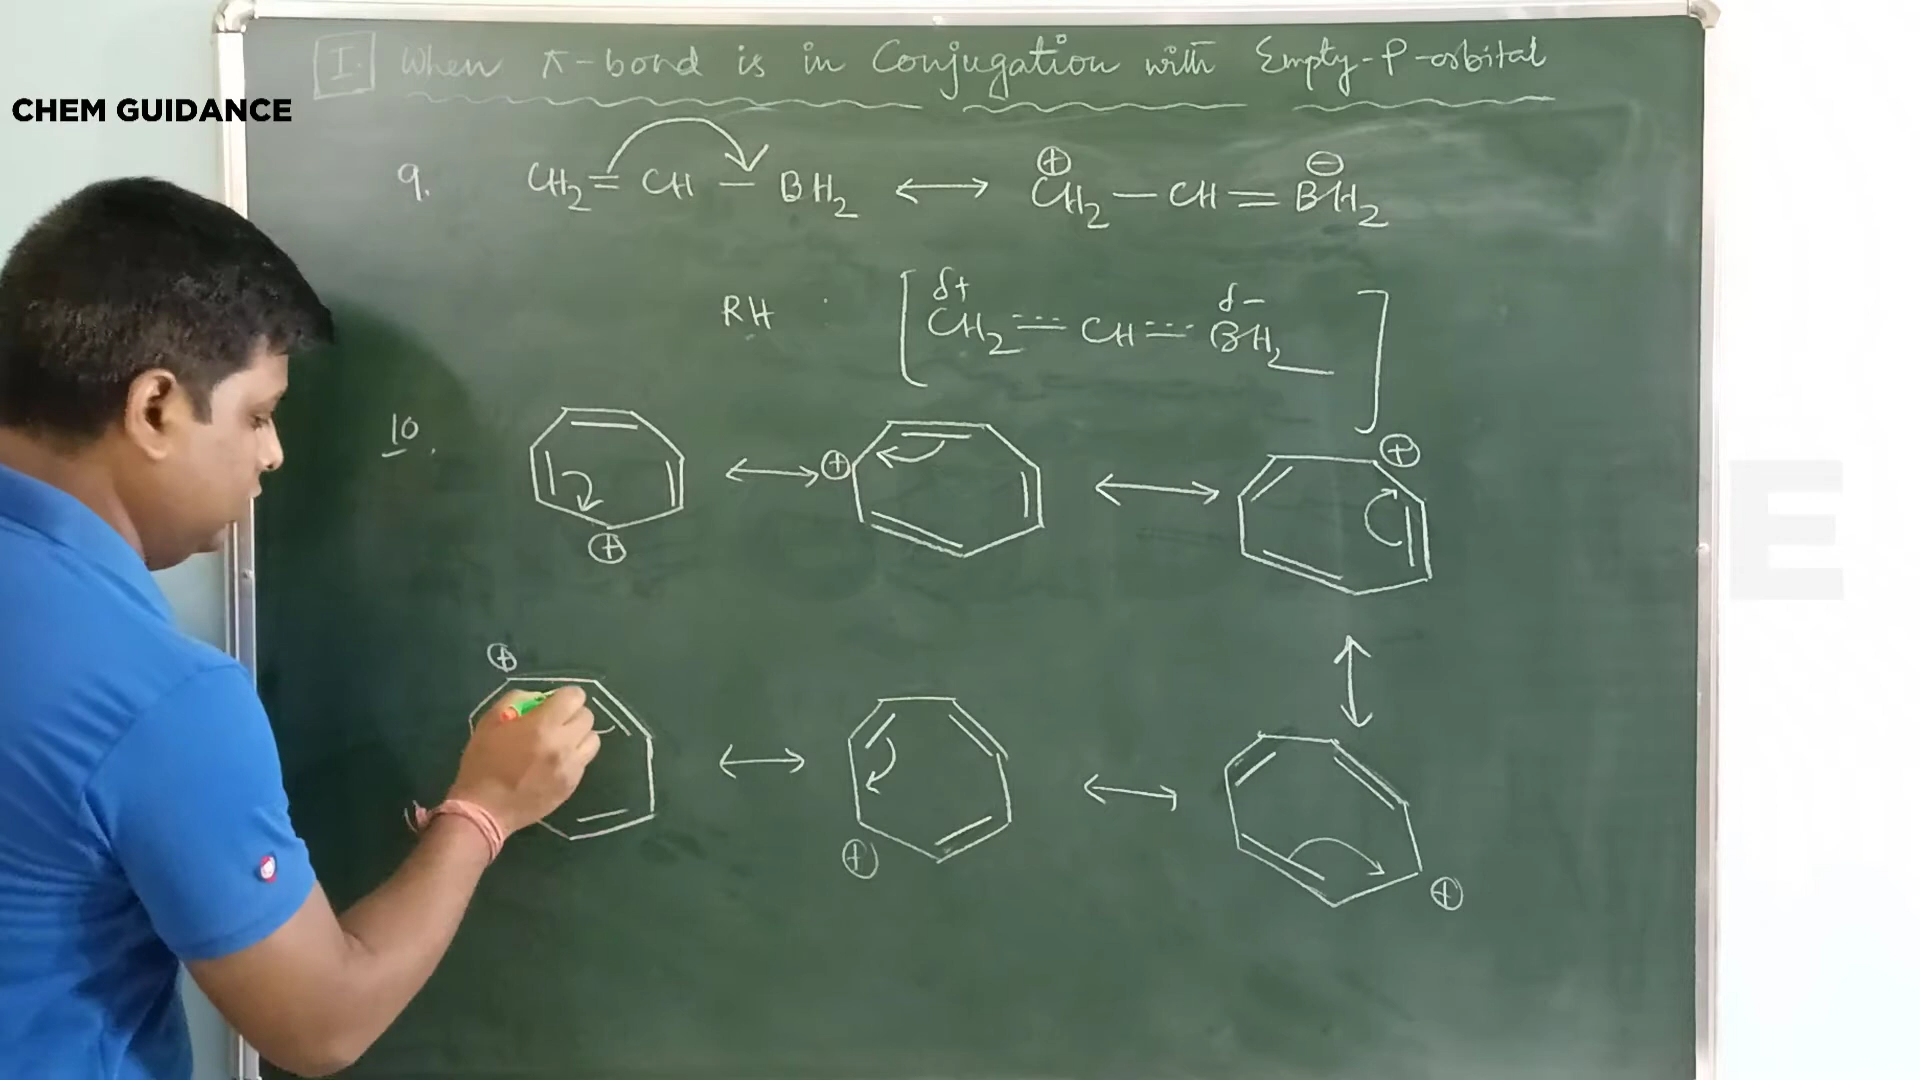 I. When π-bond is in Conjugation with Empty-P-orbital
CHEM GUIDANCE
9. CH₂=CH—BH₂ ⟷ ⊕CH₂—CH=⊖BH₂
RH : [δ+CH₂=CH=δ-BH₂]
10.
⊕ ⊕ ⊕
⊕ ⊕ ⊕
E